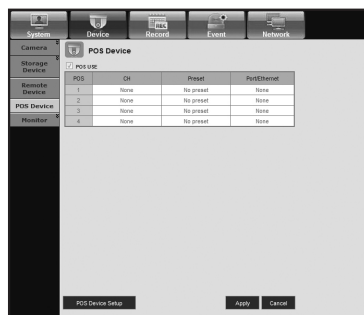 System Device Record Event Network
REC
Camera
Storage Device
Remote Device
POS Device
Monitor
POS Device
POS USE
POS CH Preset Port/Ethernet
1 None No preset None
2 None No preset None
3 None No preset None
4 None No preset None
POS Device Setup Apply Cancel